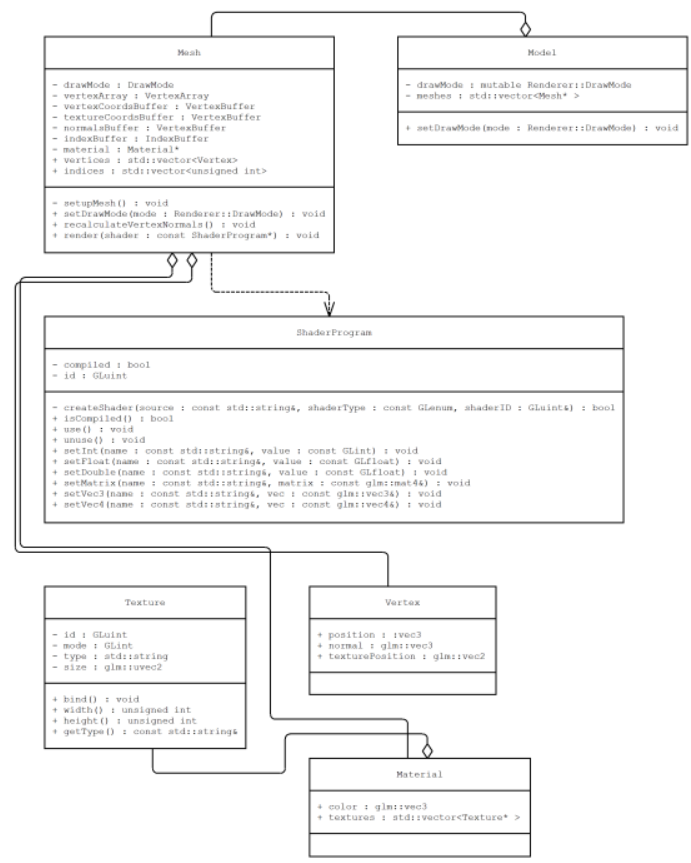 Mesh
- drawMode : DrawMode
- vertexArray : VertexArray
- vertexCoordsBuffer : VertexBuffer
- textureCoordsBuffer : VertexBuffer
- normalsBuffer : VertexBuffer
- indexBuffer : IndexBuffer
- material : Material*
+ vertices : std::vector<Vertex>
+ indices : std::vector<unsigned int>
- setupMesh() : void
+ setDrawMode(mode : Renderer::DrawMode) : void
+ recalculateVertexNormals() : void
+ render(shader : const ShaderProgram*) : void
Model
- drawMode : mutable Renderer::DrawMode
- meshes : std::vector<Mesh* >
+ setDrawMode(mode : Renderer::DrawMode) : void
ShaderProgram
- compiled : bool
- id : GLuint
- createShader(source : const std::string&, shaderType : const GLenum, shaderID : GLuint&) : bool
+ isCompiled() : bool
+ use() : void
+ unuse() : void
+ setInt(name : const std::string&, value : const GLint) : void
+ setFloat(name : const std::string&, value : const GLfloat) : void
+ setDouble(name : const std::string&, value : const GLfloat) : void
+ setMatrix(name : const std::string&, matrix : const glm::mat4&) : void
+ setVec3(name : const std::string&, vec : const glm::vec3&) : void
+ setVec4(name : const std::string&, vec : const glm::vec4&) : void
Texture
- id : GLuint
- mode : GLint
- type : std::string
- size : glm::uvec2
+ bind() : void
+ width() : unsigned int
+ height() : unsigned int
+ getType() : const std::string&
Vertex
+ position : :vec3
+ normal : glm::vec3
+ texturePosition : glm::vec2
Material
+ color : glm::vec3
+ textures : std::vector<Texture* >